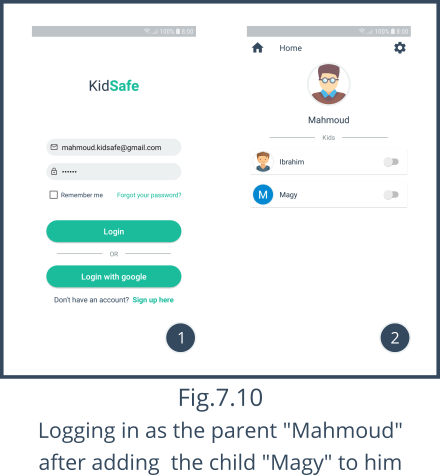 100% 8:00
KidSafe
mahmoud.kidsafe@gmail.com
••••••
Remember me Forgot your password?
Login
OR
Login with google
Don't have an account? Sign up here
1
100% 8:00
Home
Mahmoud
Kids
Ibrahim
M Magy
2
Fig.7.10
Logging in as the parent "Mahmoud"
after adding the child "Magy" to him